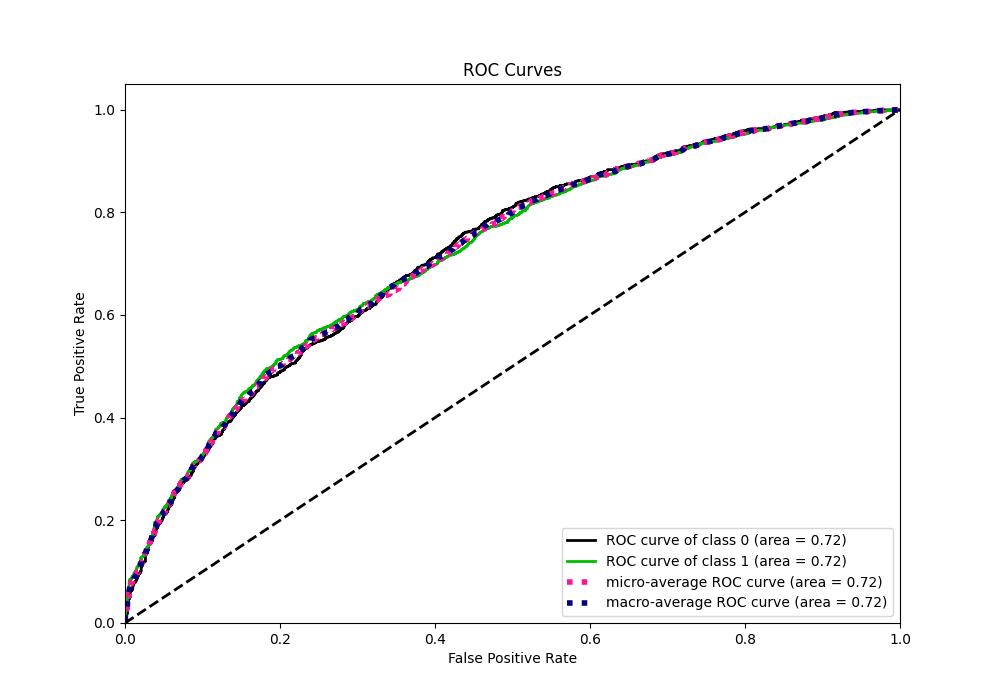 ROC Curves
True Positive Rate
1.0
0.8
0.6
0.4
0.2
0.0
0.0 0.2 0.4 0.6 0.8 1.0
False Positive Rate
ROC curve of class 0 (area = 0.72)
ROC curve of class 1 (area = 0.72)
micro-average ROC curve (area = 0.72)
macro-average ROC curve (area = 0.72)